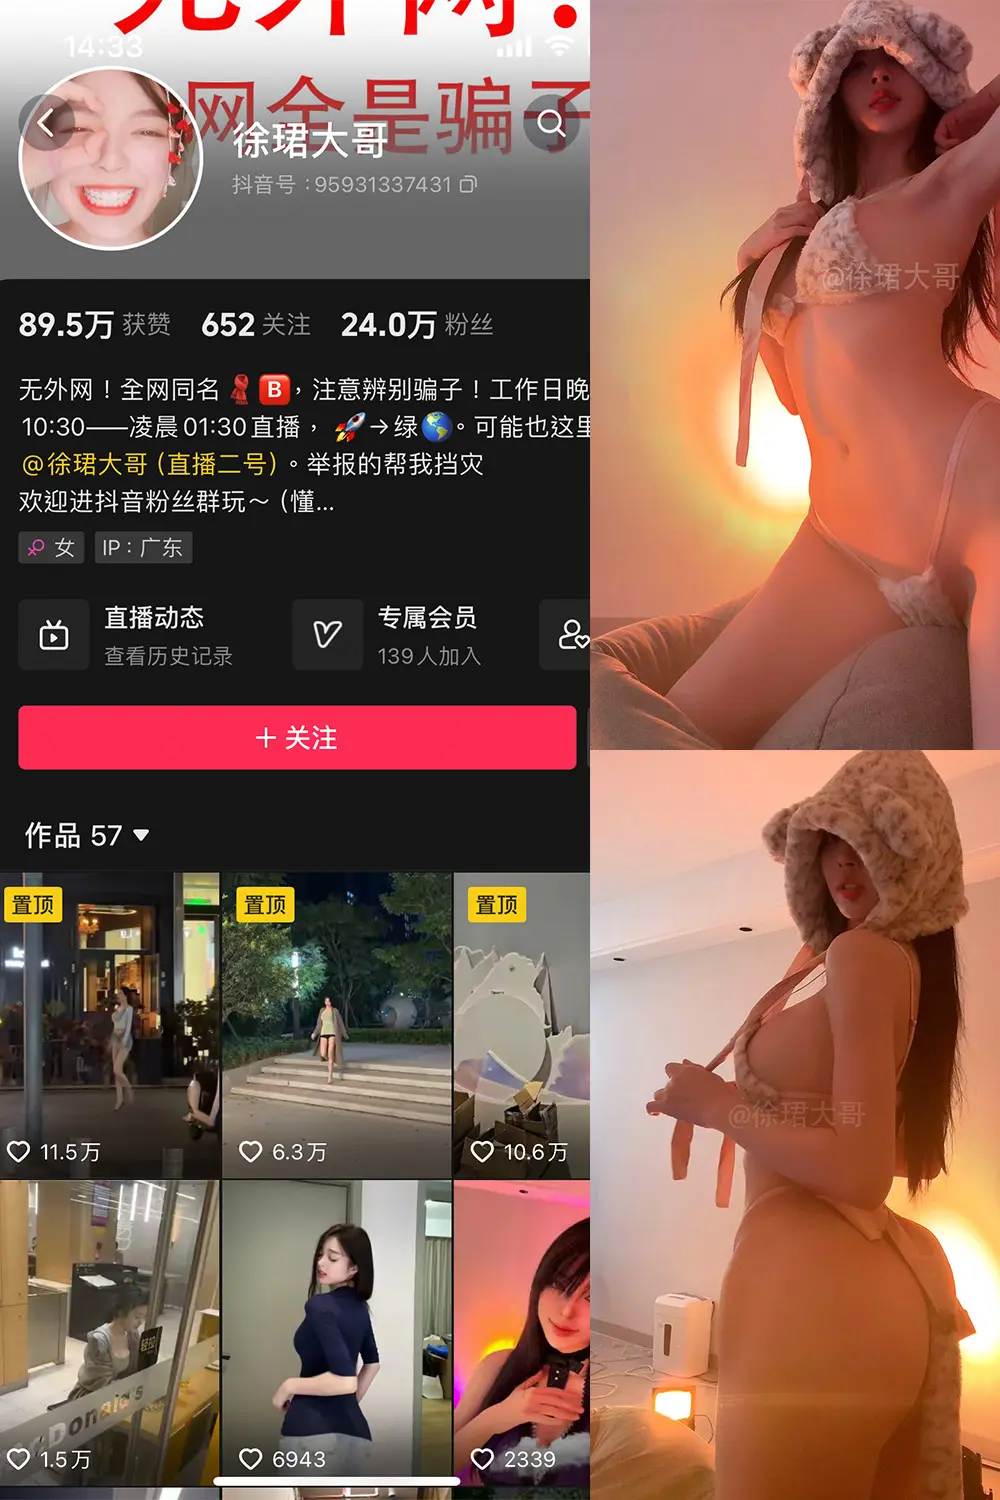 无外网！
14:33
网全是骗子
徐珺大哥
抖音号：95931337431
89.5万 获赞 652 关注 24.0万 粉丝
无外网！全网同名🧣🅱️，注意辨别骗子！工作日晚
10:30——凌晨01:30直播，🚀→绿🌎。可能也这里
@徐珺大哥（直播二号）。举报的帮我挡灾
欢迎进抖音粉丝群玩～（懂...
女 IP：广东
直播动态
查看历史记录
专属会员
139人加入
＋ 关注
作品 57
置顶 置顶 置顶
11.5万 6.3万 10.6万
Donald's
1.5万 6943 2339
@徐珺大哥
@徐珺大哥